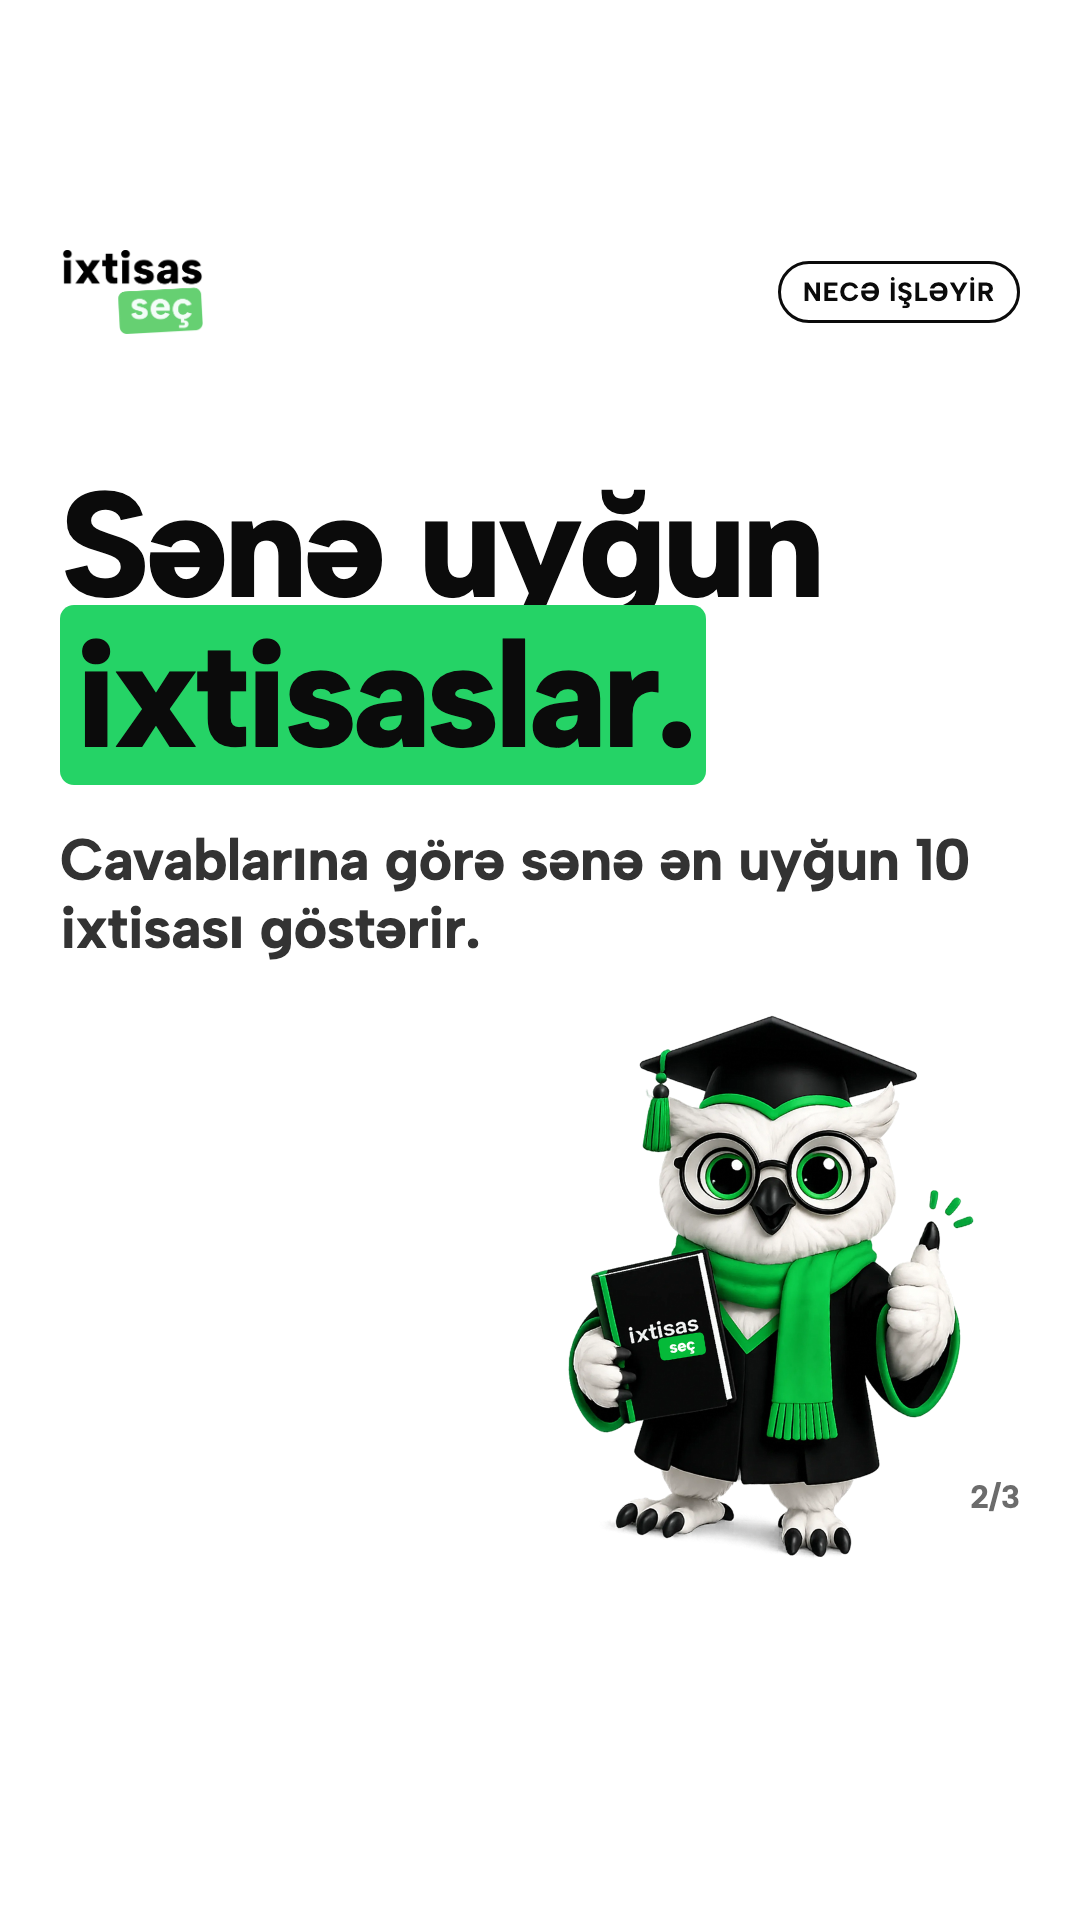 ixtisas
seç
NECƏ İŞLƏYİR
Sənə uyğun
ixtisaslar.
Cavablarına görə sənə ən uyğun 10
ixtisası göstərir.
ixtisas
seç
2/3